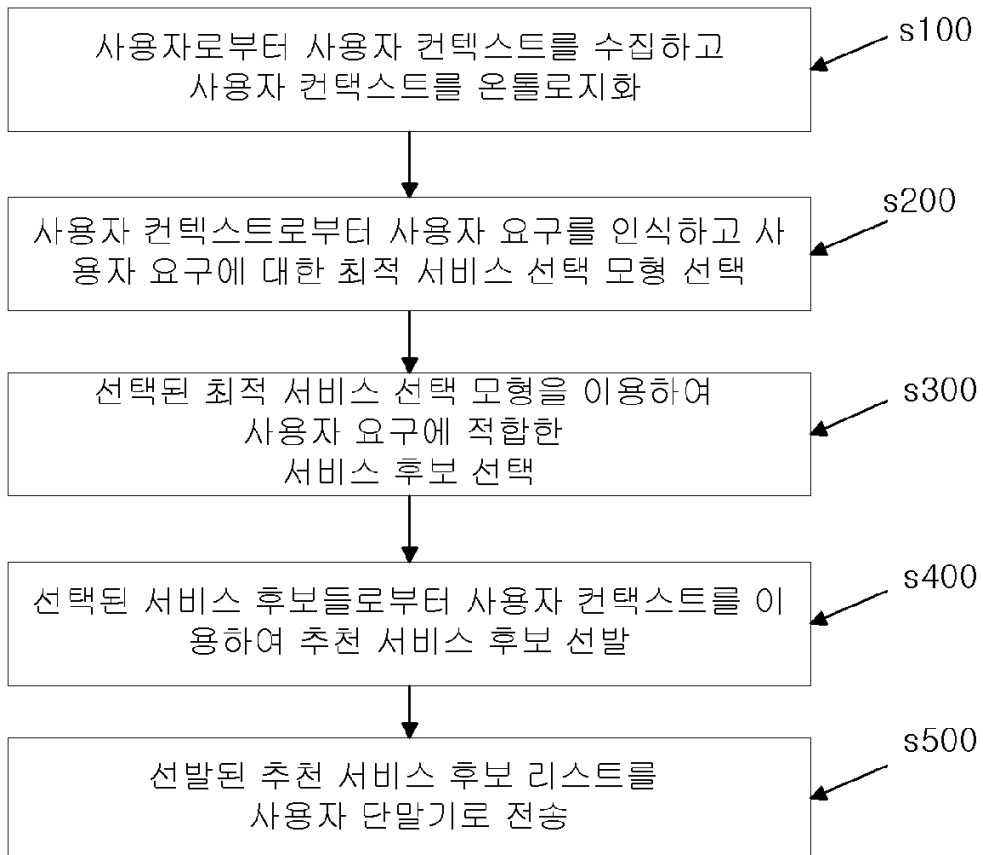 사용자로부터 사용자 컨텍스트를 수집하고
사용자 컨택스트를 온톨로지화
s100
사용자 컨텍스트로부터 사용자 요구를 인식하고 사
용자 요구에 대한 최적 서비스 선택 모형 선택
s200
선택된 최적 서비스 선택 모형을 이용하여
사용자 요구에 적합한
서비스 후보 선택
s300
선택된 서비스 후보들로부터 사용자 컨택스트를 이
용하여 추천 서비스 후보 선발
s400
선발된 추천 서비스 후보 리스트를
사용자 단말기로 전송
s500